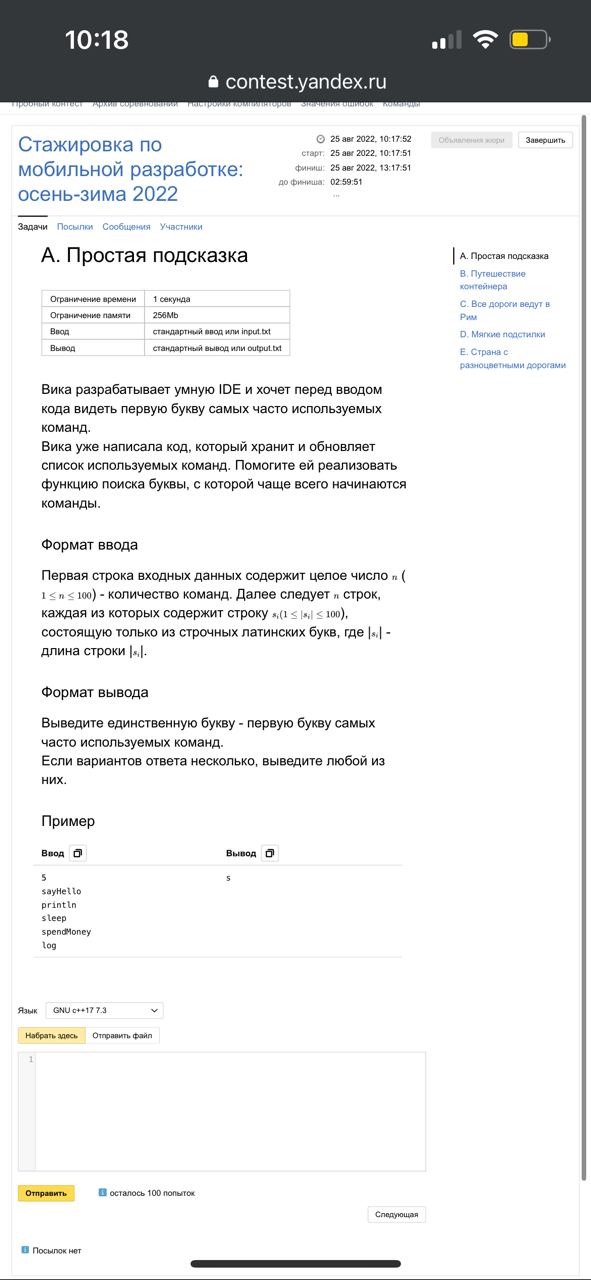 10:18
contest.yandex.ru
Пробный контест Архив соревнований Настройки компиляторов Значения ошибок Команды
Стажировка по
мобильной разработке:
осень-зима 2022
25 авг 2022, 10:17:52
старт: 25 авг 2022, 10:17:51
финиш: 25 авг 2022, 13:17:51
до финиша: 02:59:51
...
Объявления жюри Завершить
Задачи Посылки Сообщения Участники
A. Простая подсказка
Ограничение времени 1 секунда
Ограничение памяти 256Mb
Ввод стандартный ввод или input.txt
Вывод стандартный вывод или output.txt
Вика разрабатывает умную IDE и хочет перед вводом
кода видеть первую букву самых часто используемых
команд.
Вика уже написала код, который хранит и обновляет
список используемых команд. Помогите ей реализовать
функцию поиска буквы, с которой чаще всего начинаются
команды.
Формат ввода
Первая строка входных данных содержит целое число n (
1 ≤ n ≤ 100) - количество команд. Далее следует n строк,
каждая из которых содержит строку s_i(1 ≤ |s_i| ≤ 100),
состоящую только из строчных латинских букв, где |s_i| -
длина строки |s_i|.
Формат вывода
Выведите единственную букву - первую букву самых
часто используемых команд.
Если вариантов ответа несколько, выведите любой из
них.
Пример
Ввод Вывод
5 s
sayHello
println
sleep
spendMoney
log
Язык GNU c++17 7.3
Набрать здесь Отправить файл
1
Отправить осталось 100 попыток
Следующая
Посылок нет
A. Простая подсказка
B. Путешествие
контейнера
C. Все дороги ведут в
Рим
D. Мягкие подстилки
E. Страна с
разноцветными дорогами